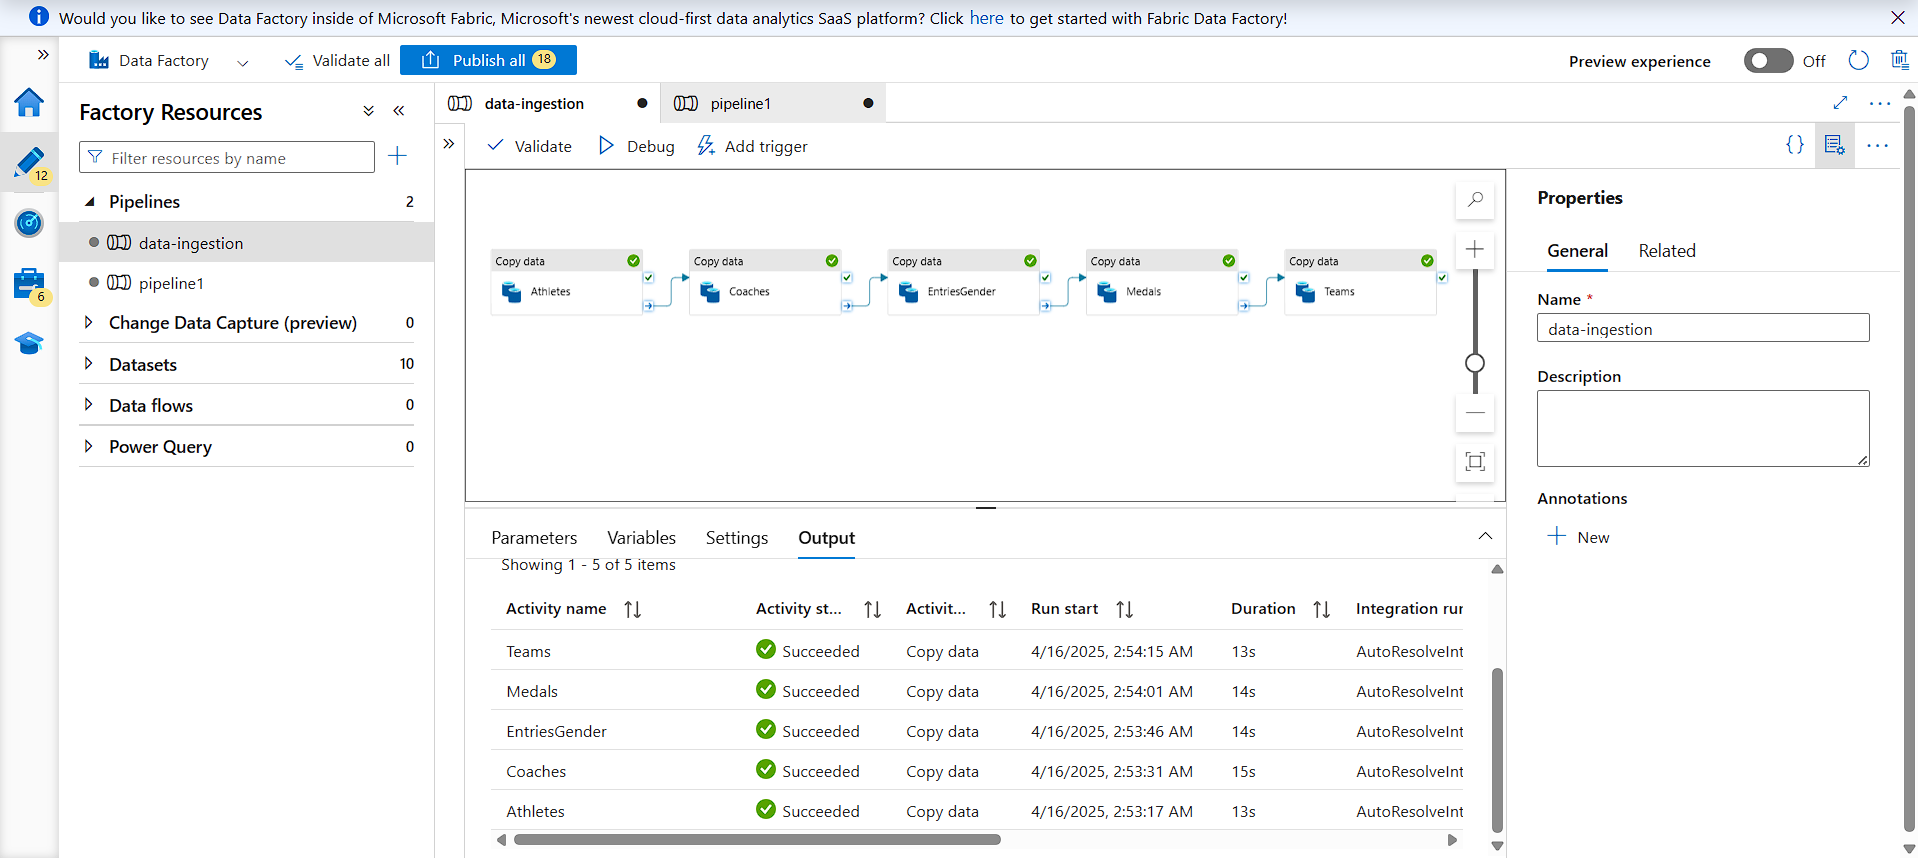 Would you like to see Data Factory inside of Microsoft Fabric, Microsoft's newest cloud-first data analytics SaaS platform? Click here to get started with Fabric Data Factory!
Data Factory
Validate all
Publish all 18
Preview experience
Off
12
6
Factory Resources
Filter resources by name
Pipelines 2
data-ingestion
pipeline1
Change Data Capture (preview) 0
Datasets 10
Data flows 0
Power Query 0
data-ingestion
pipeline1
Validate
Debug
Add trigger
{}
Copy data
Athletes
Copy data
Coaches
Copy data
EntriesGender
Copy data
Medals
Copy data
Teams
Parameters Variables Settings Output
Showing 1 - 5 of 5 items
Activity name Activity st... Activit... Run start Duration Integration rur
Teams Succeeded Copy data 4/16/2025, 2:54:15 AM 13s AutoResolveInt
Medals Succeeded Copy data 4/16/2025, 2:54:01 AM 14s AutoResolveInt
EntriesGender Succeeded Copy data 4/16/2025, 2:53:46 AM 14s AutoResolveInt
Coaches Succeeded Copy data 4/16/2025, 2:53:31 AM 15s AutoResolveInt
Athletes Succeeded Copy data 4/16/2025, 2:53:17 AM 13s AutoResolveInt
Properties
General Related
Name *
data-ingestion
Description
Annotations
New